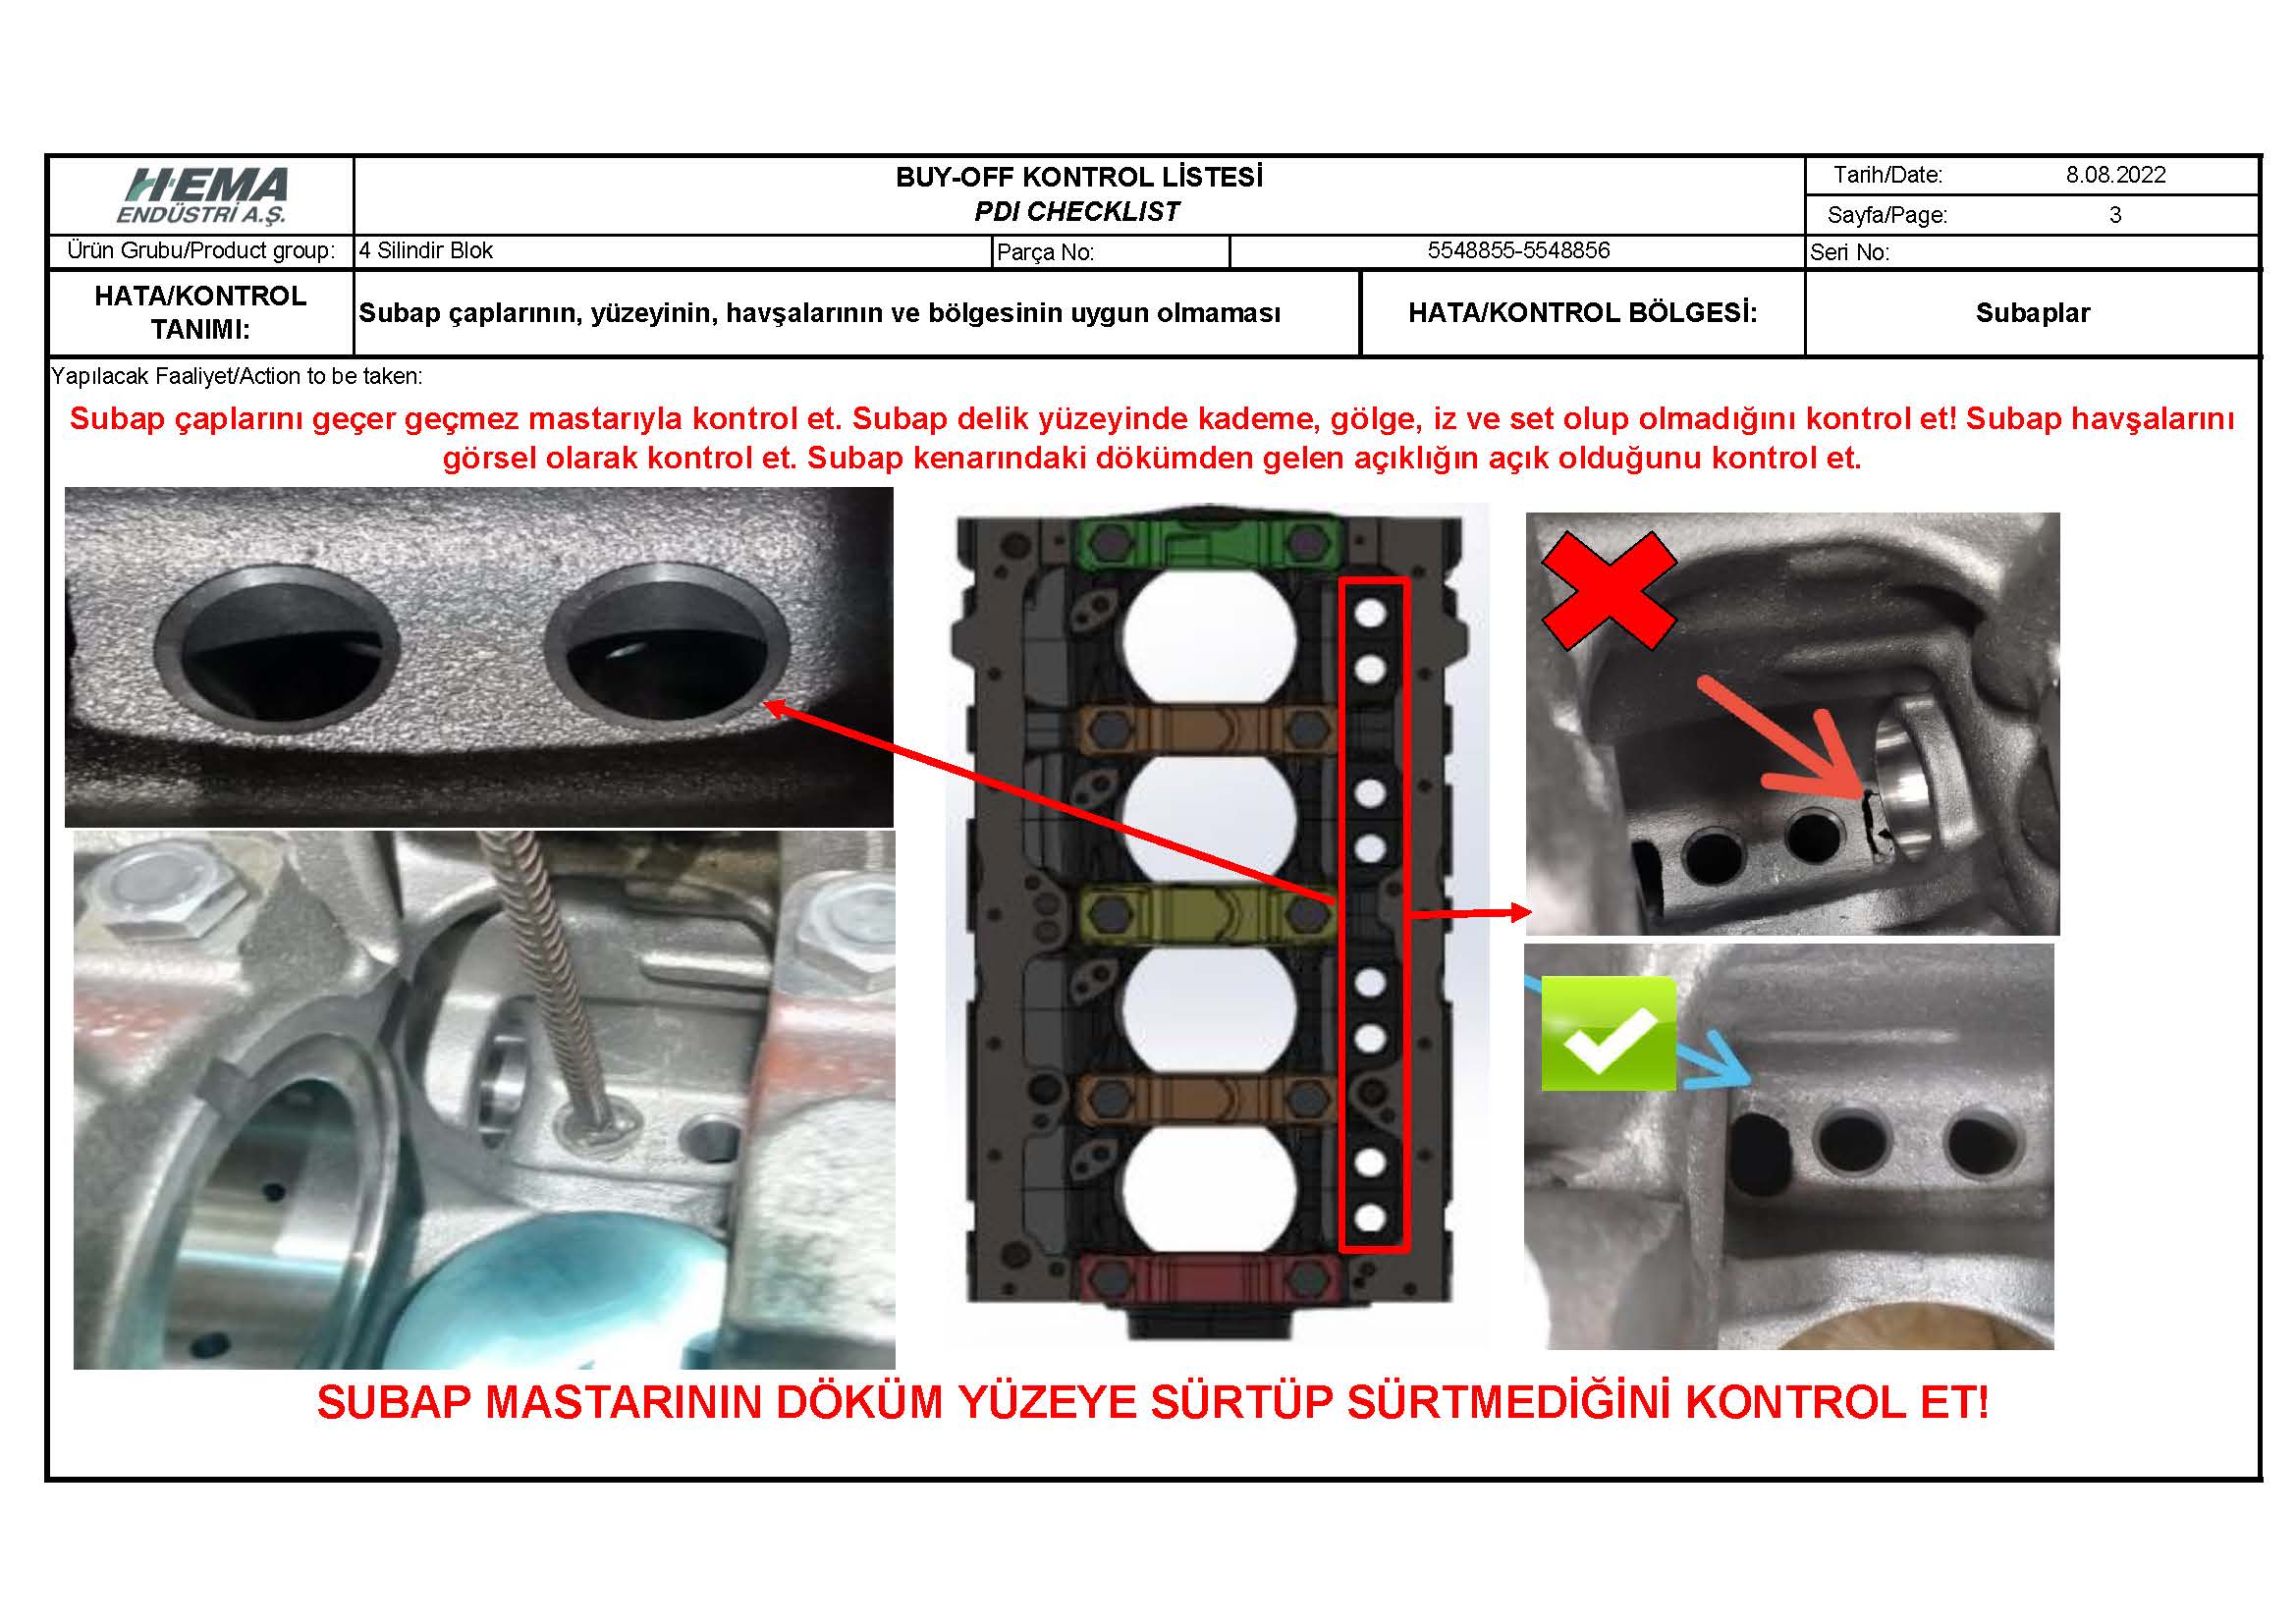 HEMA
ENDÜSTRİ A.Ş.
BUY-OFF KONTROL LİSTESİ
PDI CHECKLIST
Tarih/Date: 8.08.2022
Sayfa/Page: 3
Ürün Grubu/Product group: 4 Silindir Blok Parça No: 5548855-5548856 Seri No:
HATA/KONTROL
TANIMI:
Subap çaplarının, yüzeyinin, havşalarının ve bölgesinin uygun olmaması
HATA/KONTROL BÖLGESİ:
Subaplar
Yapılacak Faaliyet/Action to be taken:
Subap çaplarını geçer geçmez mastarıyla kontrol et. Subap delik yüzeyinde kademe, gölge, iz ve set olup olmadığını kontrol et! Subap havşalarını
görsel olarak kontrol et. Subap kenarındaki dökümden gelen açıklığın açık olduğunu kontrol et.
SUBAP MASTARININ DÖKÜM YÜZEYE SÜRTÜP SÜRTMEDİĞİNİ KONTROL ET!